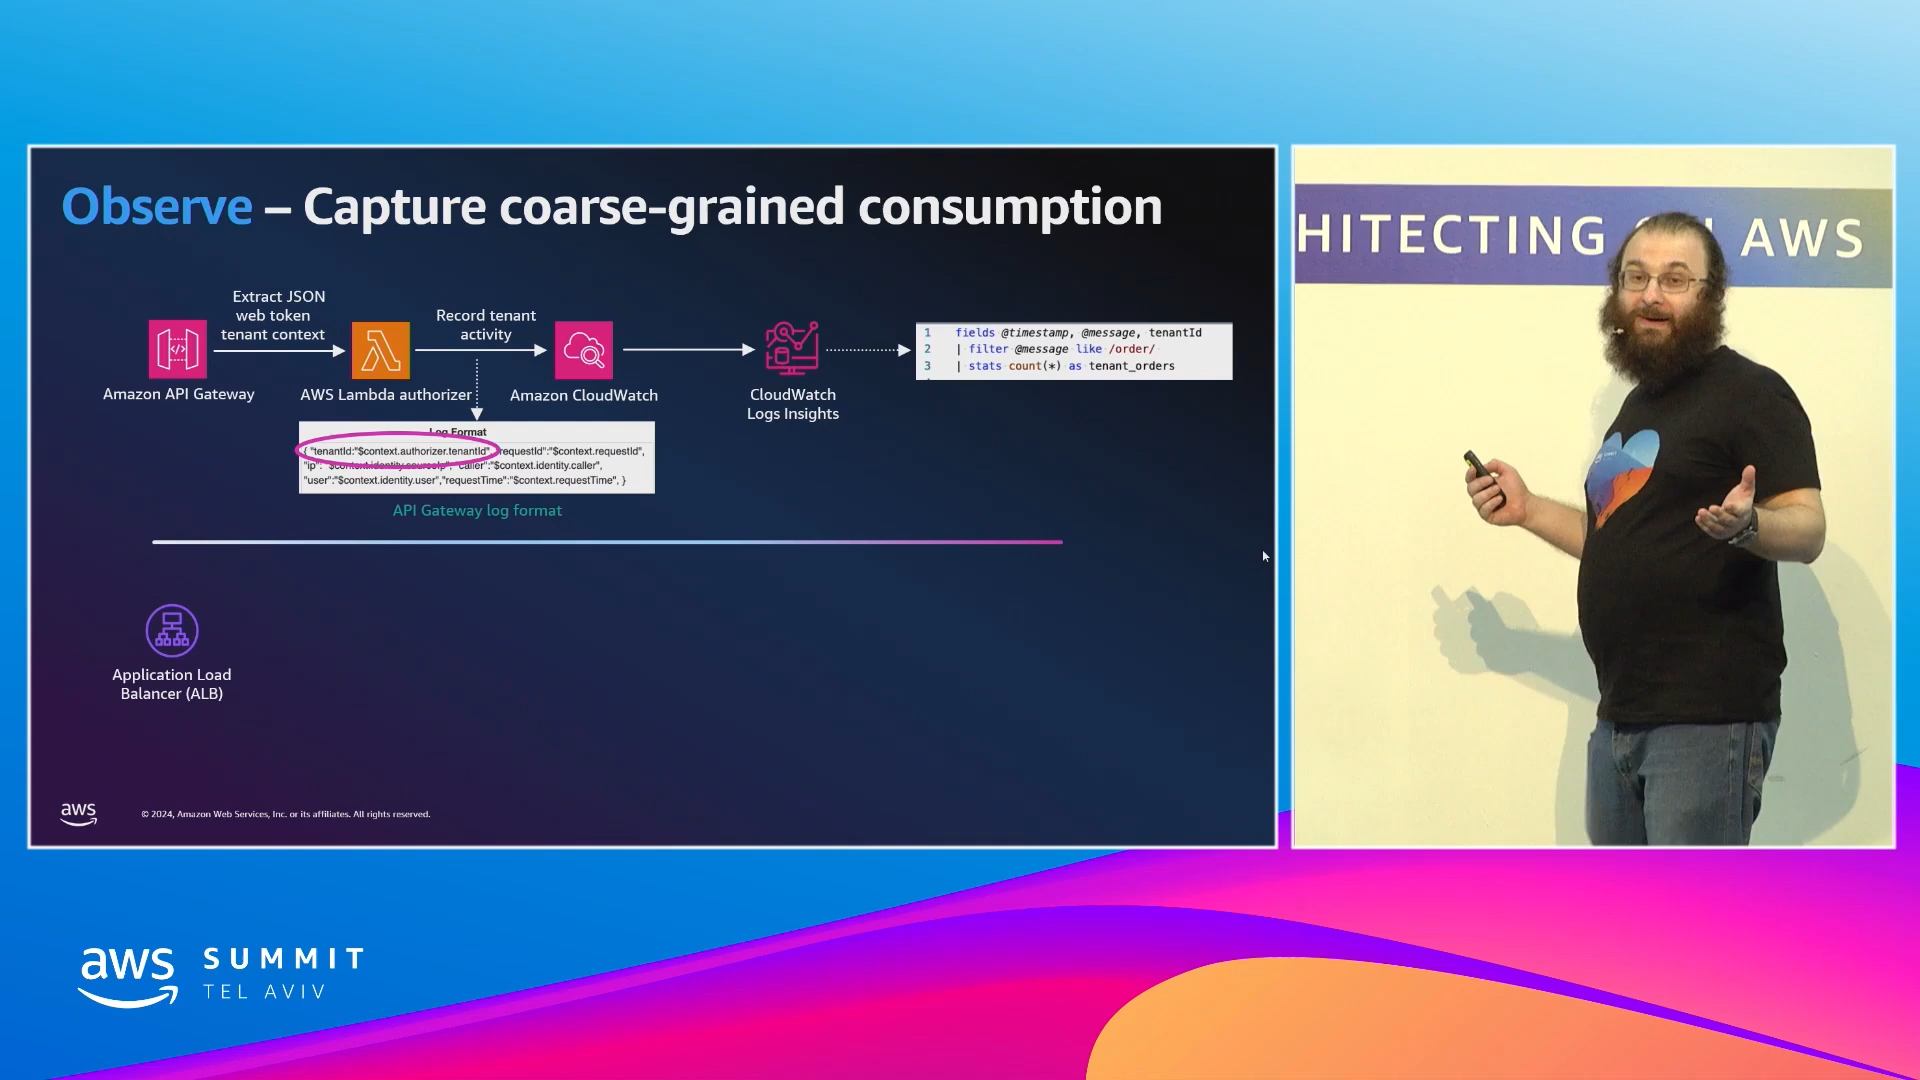 Observe – Capture coarse-grained consumption
Extract JSON
web token
tenant context
Record tenant
activity
Amazon API Gateway
AWS Lambda authorizer
Amazon CloudWatch
CloudWatch
Logs Insights
1 fields @timestamp, @message, tenantId
2 | filter @message like /order/
3 | stats count(*) as tenant_orders
Log Format
{ "tenantId":"$context.authorizer.tenantId", "requestId":"$context.requestId",
"ip": "$context.identity.sourceIp", "caller":"$context.identity.caller",
"user":"$context.identity.user","requestTime":"$context.requestTime", }
API Gateway log format
Application Load
Balancer (ALB)
aws
© 2024, Amazon Web Services, Inc. or its affiliates. All rights reserved.
HITECTING AWS
aws SUMMIT
TEL AVIV